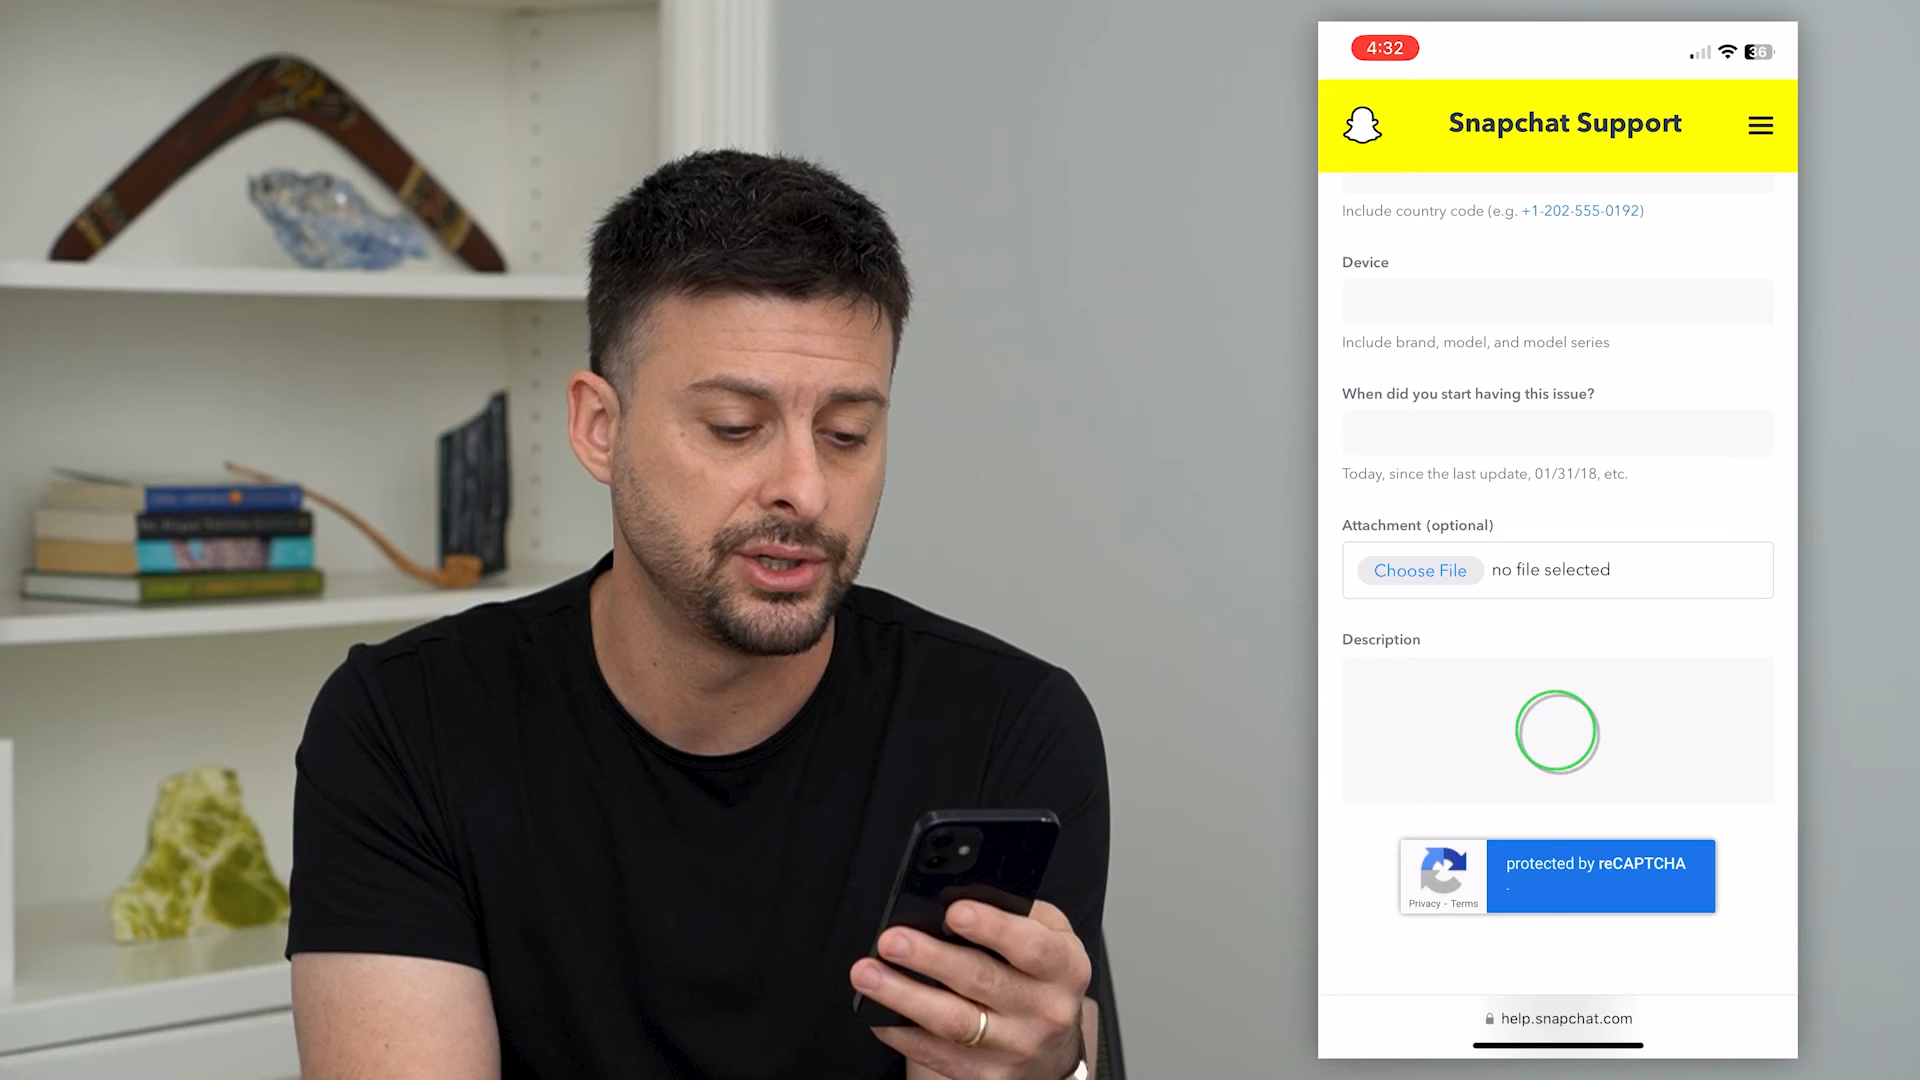 4:32
36
Snapchat Support
Include country code (e.g. +1-202-555-0192)
Device
Include brand, model, and model series
When did you start having this issue?
Today, since the last update, 01/31/18, etc.
Attachment (optional)
Choose File no file selected
Description
protected by reCAPTCHA
-
Privacy - Terms
help.snapchat.com